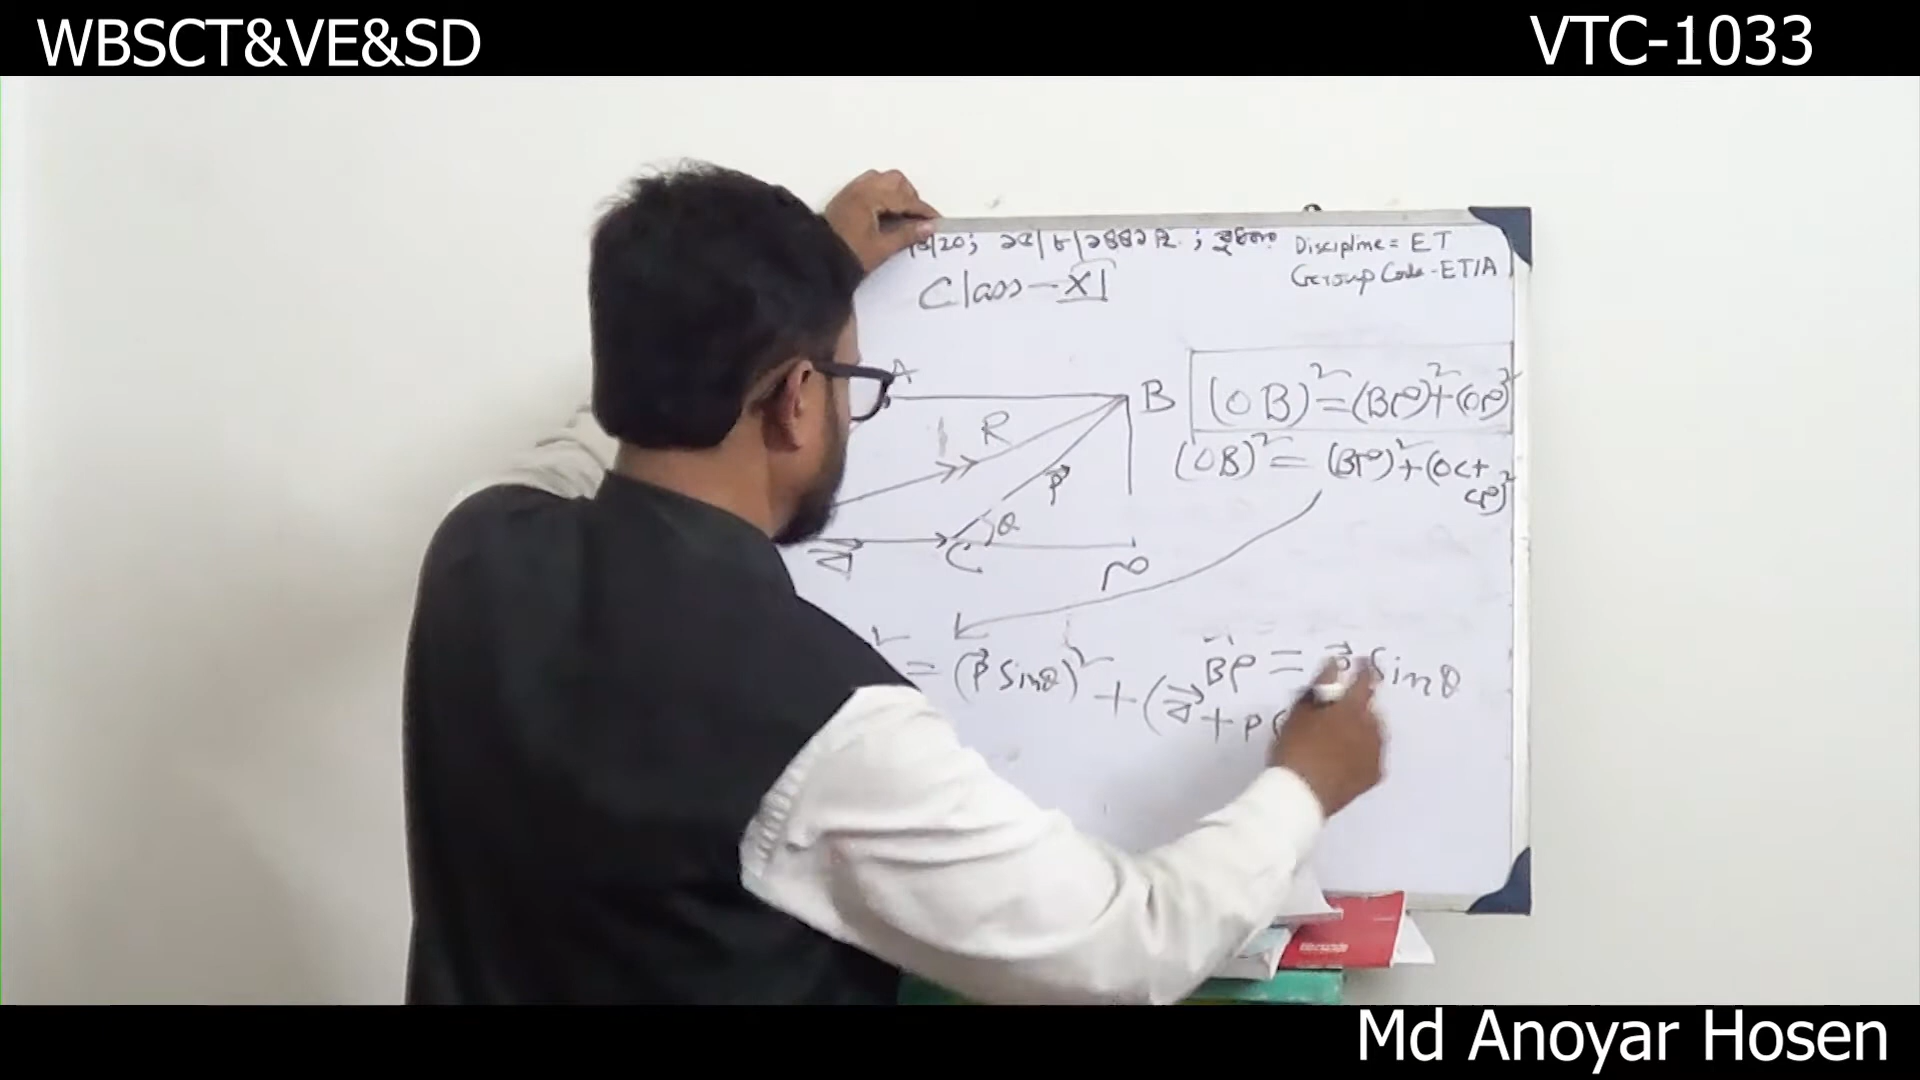 WBSCT&VE&SD
VTC-1033
Discipline = ET
Group Code - ET/A
Class - XI
A
B
R
P⃗
θ
C
(OB)² = (BP)² + (OP)²
(OB)² = (BP)² + (OC +
CP)²
² = (P⃗ Sinθ)² + (
+ P
BP = P⃗ Sinθ
Md Anoyar Hosen